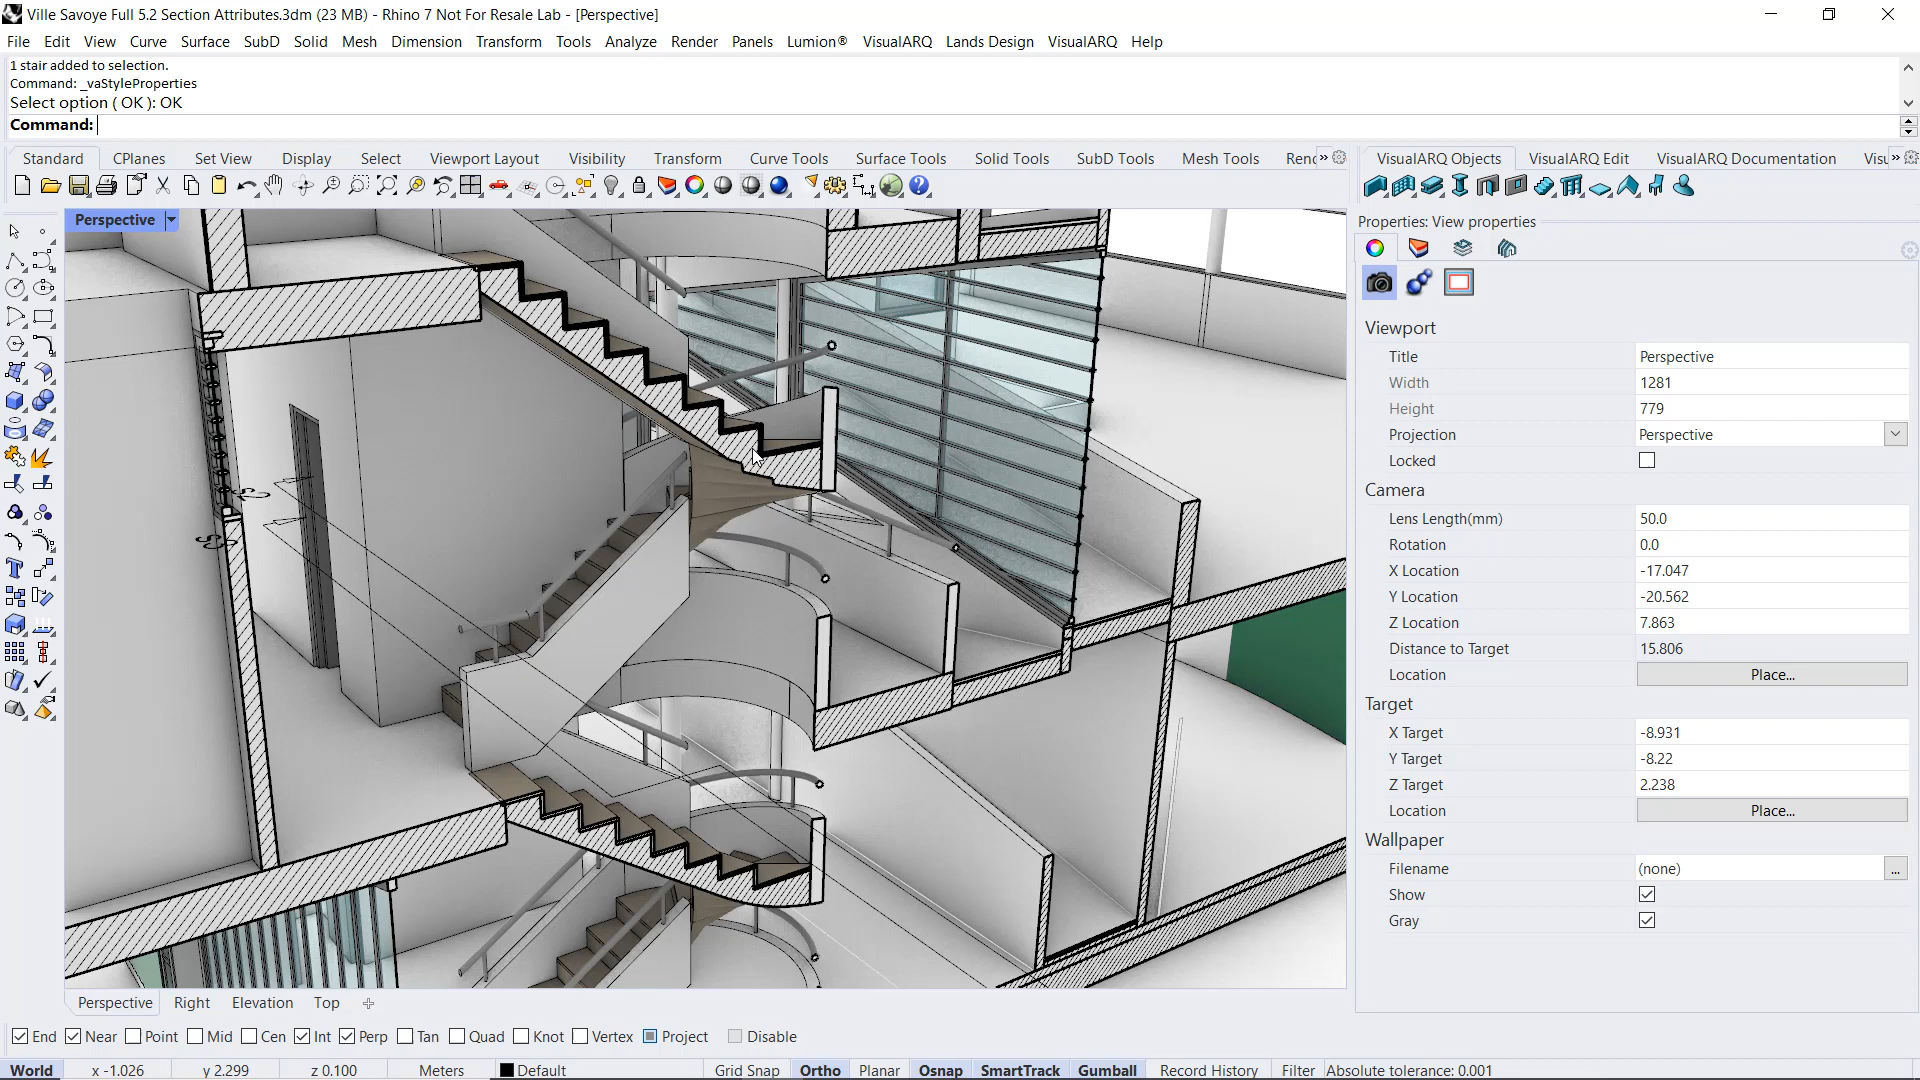 Ville Savoye Full 5.2 Section Attributes.3dm (23 MB) - Rhino 7 Not For Resale Lab - [Perspective]
File Edit View Curve Surface SubD Solid Mesh Dimension Transform Tools Analyze Render Panels Lumion® VisualARQ Lands Design VisualARQ Help
1 stair added to selection.
Command: _vaStyleProperties
Select option ( OK ): OK
Command:
Standard CPlanes Set View Display Select Viewport Layout Visibility Transform Curve Tools Surface Tools Solid Tools SubD Tools Mesh Tools Ren »
VisualARQ Objects VisualARQ Edit VisualARQ Documentation Visu »
Perspective
Properties: View properties
Viewport
Title Perspective
Width 1281
Height 779
Projection Perspective
Locked
Camera
Lens Length(mm) 50.0
Rotation 0.0
X Location -17.047
Y Location -20.562
Z Location 7.863
Distance to Target 15.806
Location Place...
Target
X Target -8.931
Y Target -8.22
Z Target 2.238
Location Place...
Wallpaper
Filename (none) ...
Show
Gray
Perspective Right Elevation Top
End Near Point Mid Cen Int Perp Tan Quad Knot Vertex Project Disable
World x -1.026 y 2.299 z 0.100 Meters Default Grid Snap Ortho Planar Osnap SmartTrack Gumball Record History Filter Absolute tolerance: 0.001